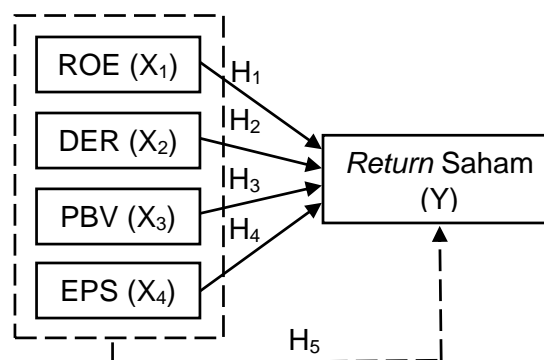 ROE (X₁)
H₁
DER (X₂)
H₂
Return Saham
(Y)
PBV (X₃)
H₃
EPS (X₄)
H₄
H₅